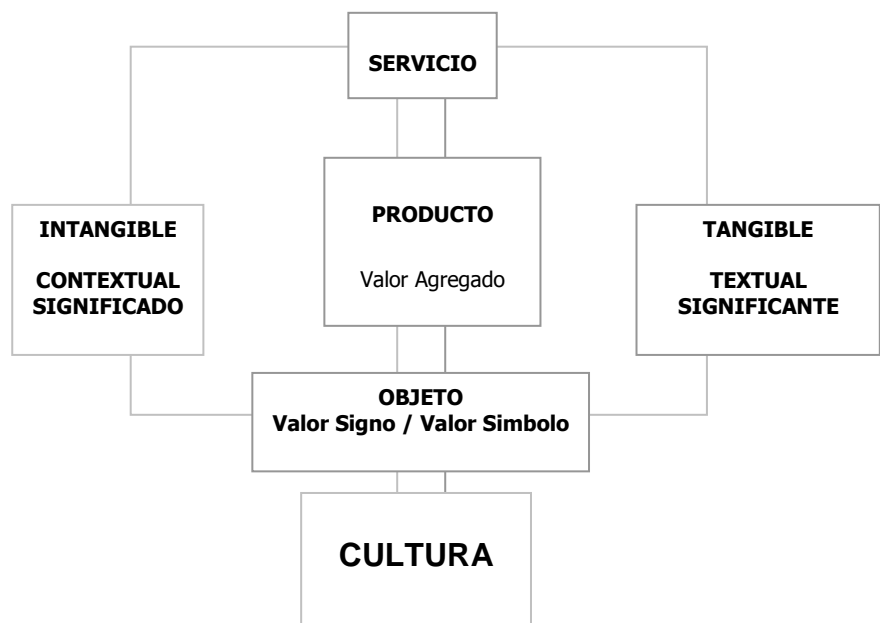 SERVICIO
INTANGIBLE
CONTEXTUAL
SIGNIFICADO
PRODUCTO
Valor Agregado
TANGIBLE
TEXTUAL
SIGNIFICANTE
OBJETO
Valor Signo / Valor Simbolo
CULTURA